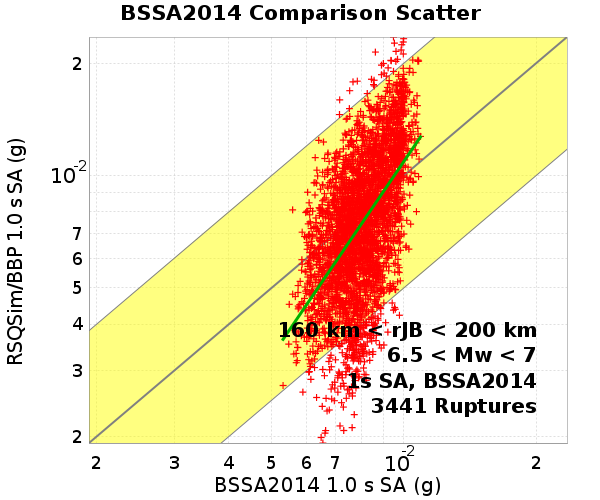 BSSA2014 Comparison Scatter
RSQSim/BBP 1.0 s SA (g)
2
10-2
7
6
5
4
3
2
160 km < rJB < 200 km
6.5 < Mw < 7
1s SA, BSSA2014
3441 Ruptures
2 3 4 5 6 7 10-2 2
BSSA2014 1.0 s SA (g)